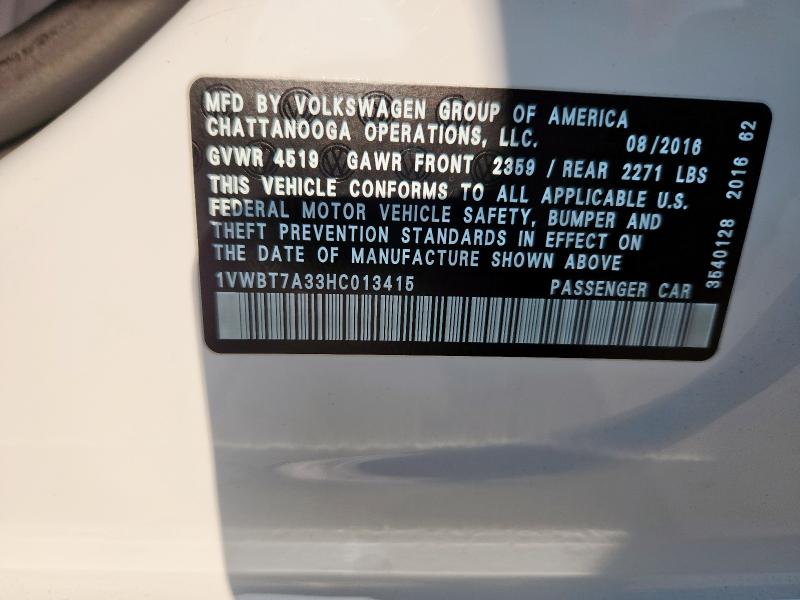 MFD BY VOLKSWAGEN GROUP OF AMERICA
CHATTANOOGA OPERATIONS, LLC. 08/2016
GVWR 4519 GAWR FRONT 2359 / REAR 2271 LBS
THIS VEHICLE CONFORMS TO ALL APPLICABLE U.S.
FEDERAL MOTOR VEHICLE SAFETY, BUMPER AND
THEFT PREVENTION STANDARDS IN EFFECT ON
THE DATE OF MANUFACTURE SHOWN ABOVE
1VWBT7A33HC013415 PASSENGER CAR
3540128 2016 62